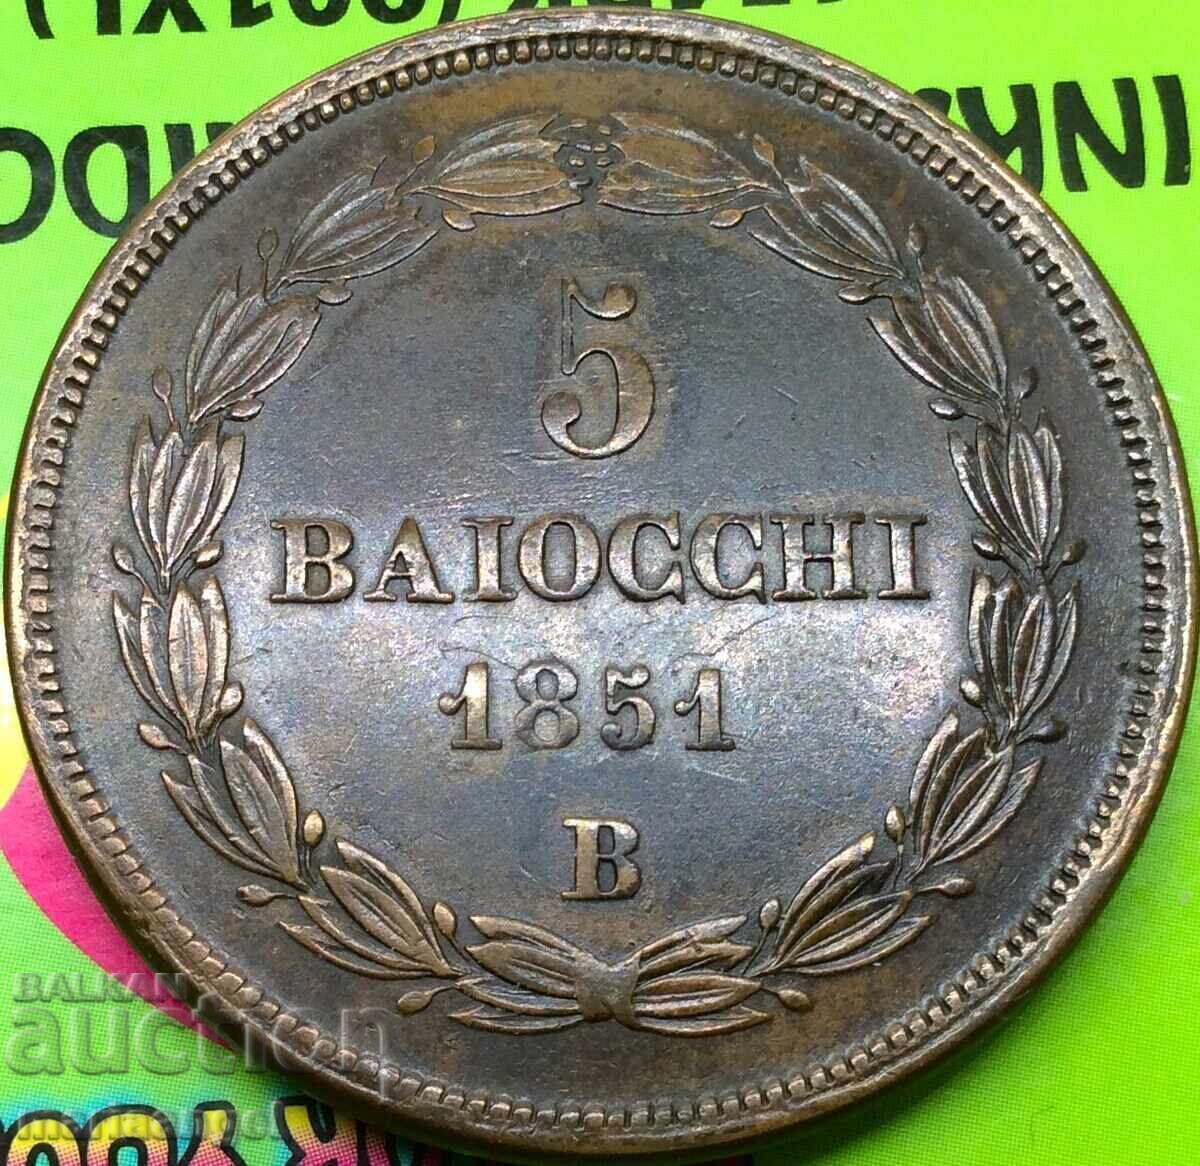 5
BAIOCCHI
1851
B
BALKAN
auction